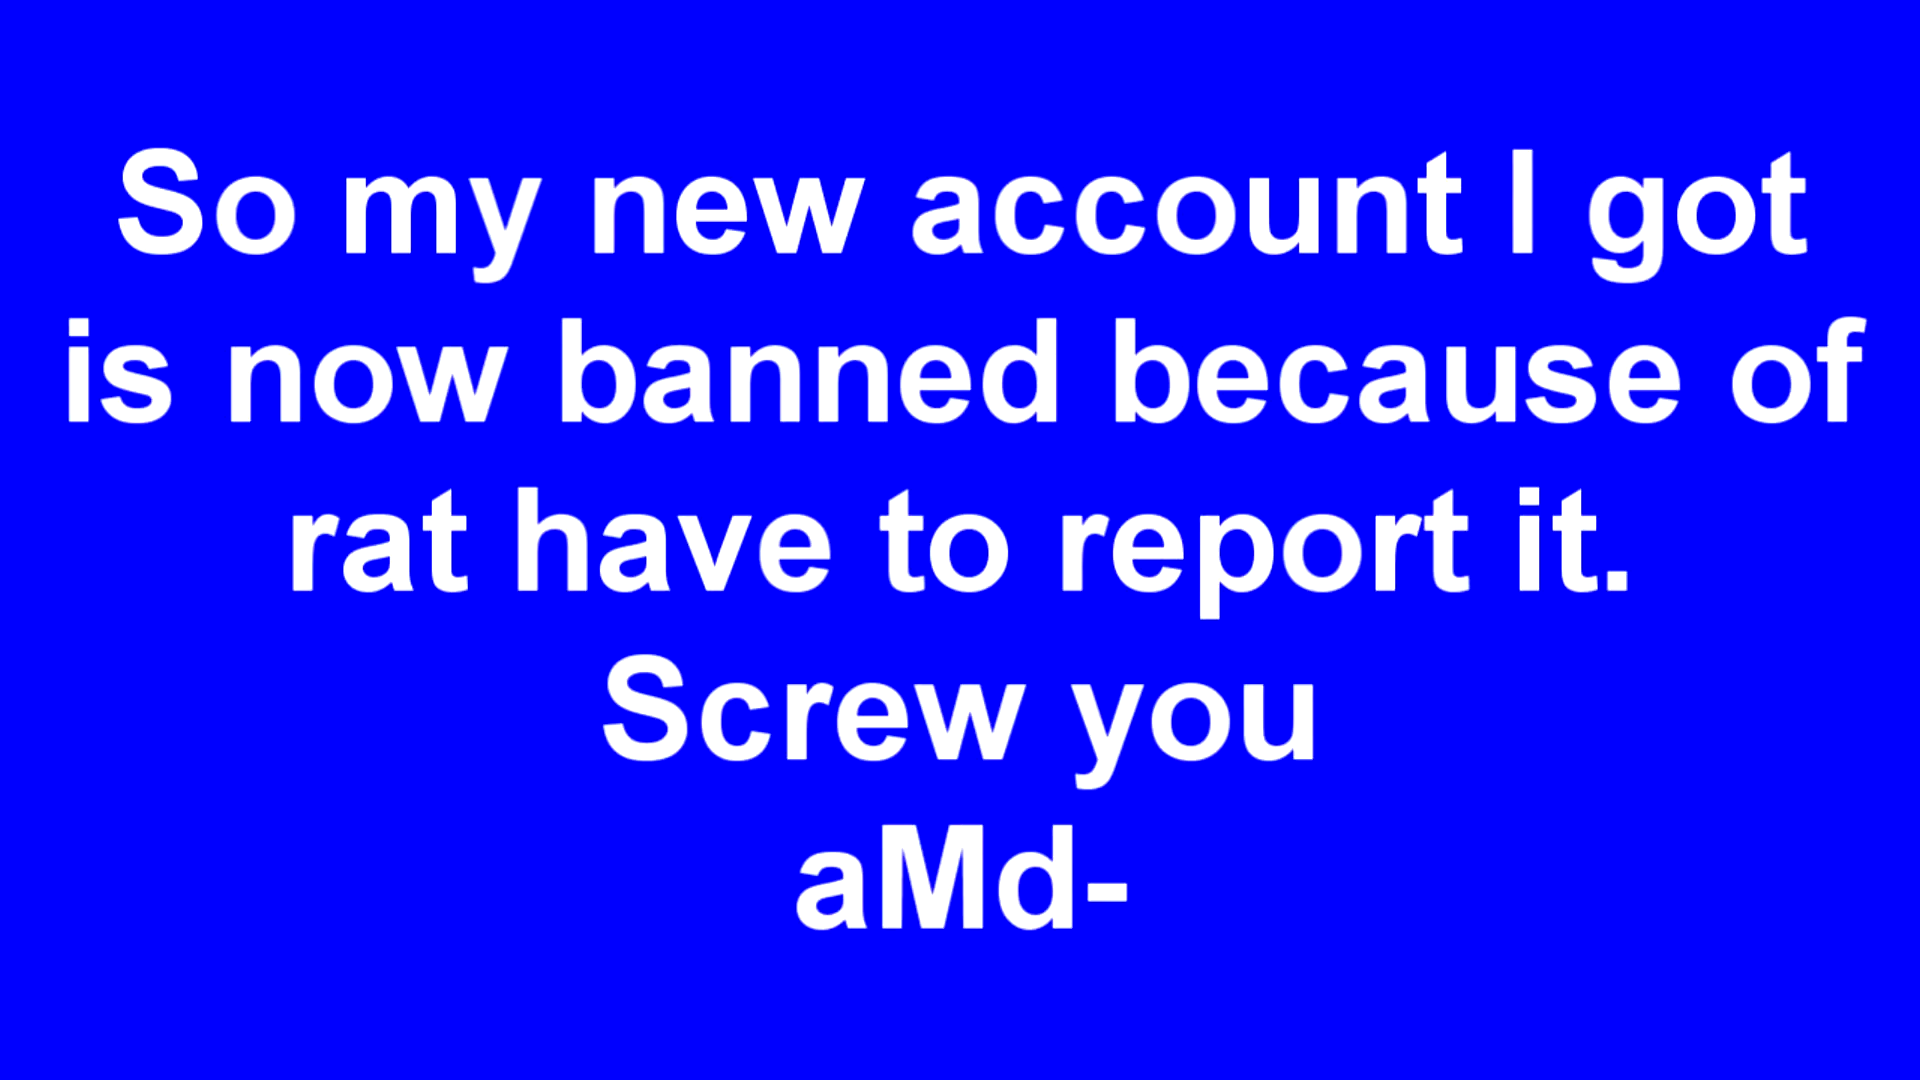 So my new account I got
is now banned because of
rat have to report it.
Screw you
aMd-